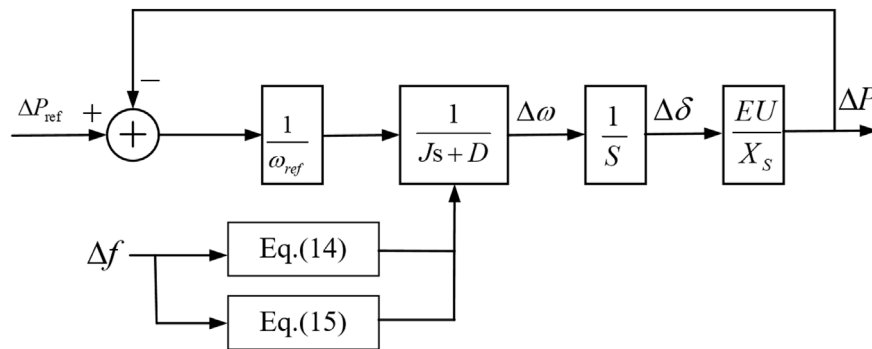 −
ΔP_ref + + 1/ω_ref 1/(Js+D) Δω 1/S Δδ EU/X_S ΔP
Δf Eq.(14)
Eq.(15)